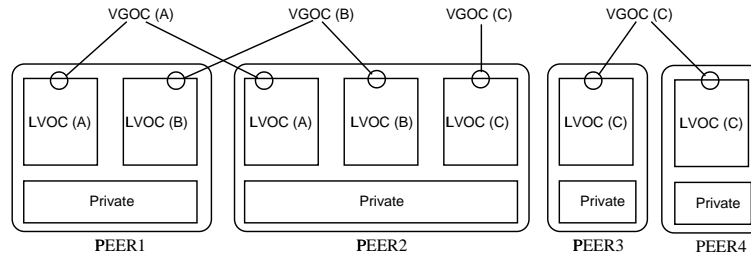 VGOC (A) VGOC (B) VGOC (C) VGOC (C)
LVOC (A) LVOC (B) LVOC (A) LVOC (B) LVOC (C) LVOC (C) LVOC (C)
Private Private Private Private
PEER1 PEER2 PEER3 PEER4